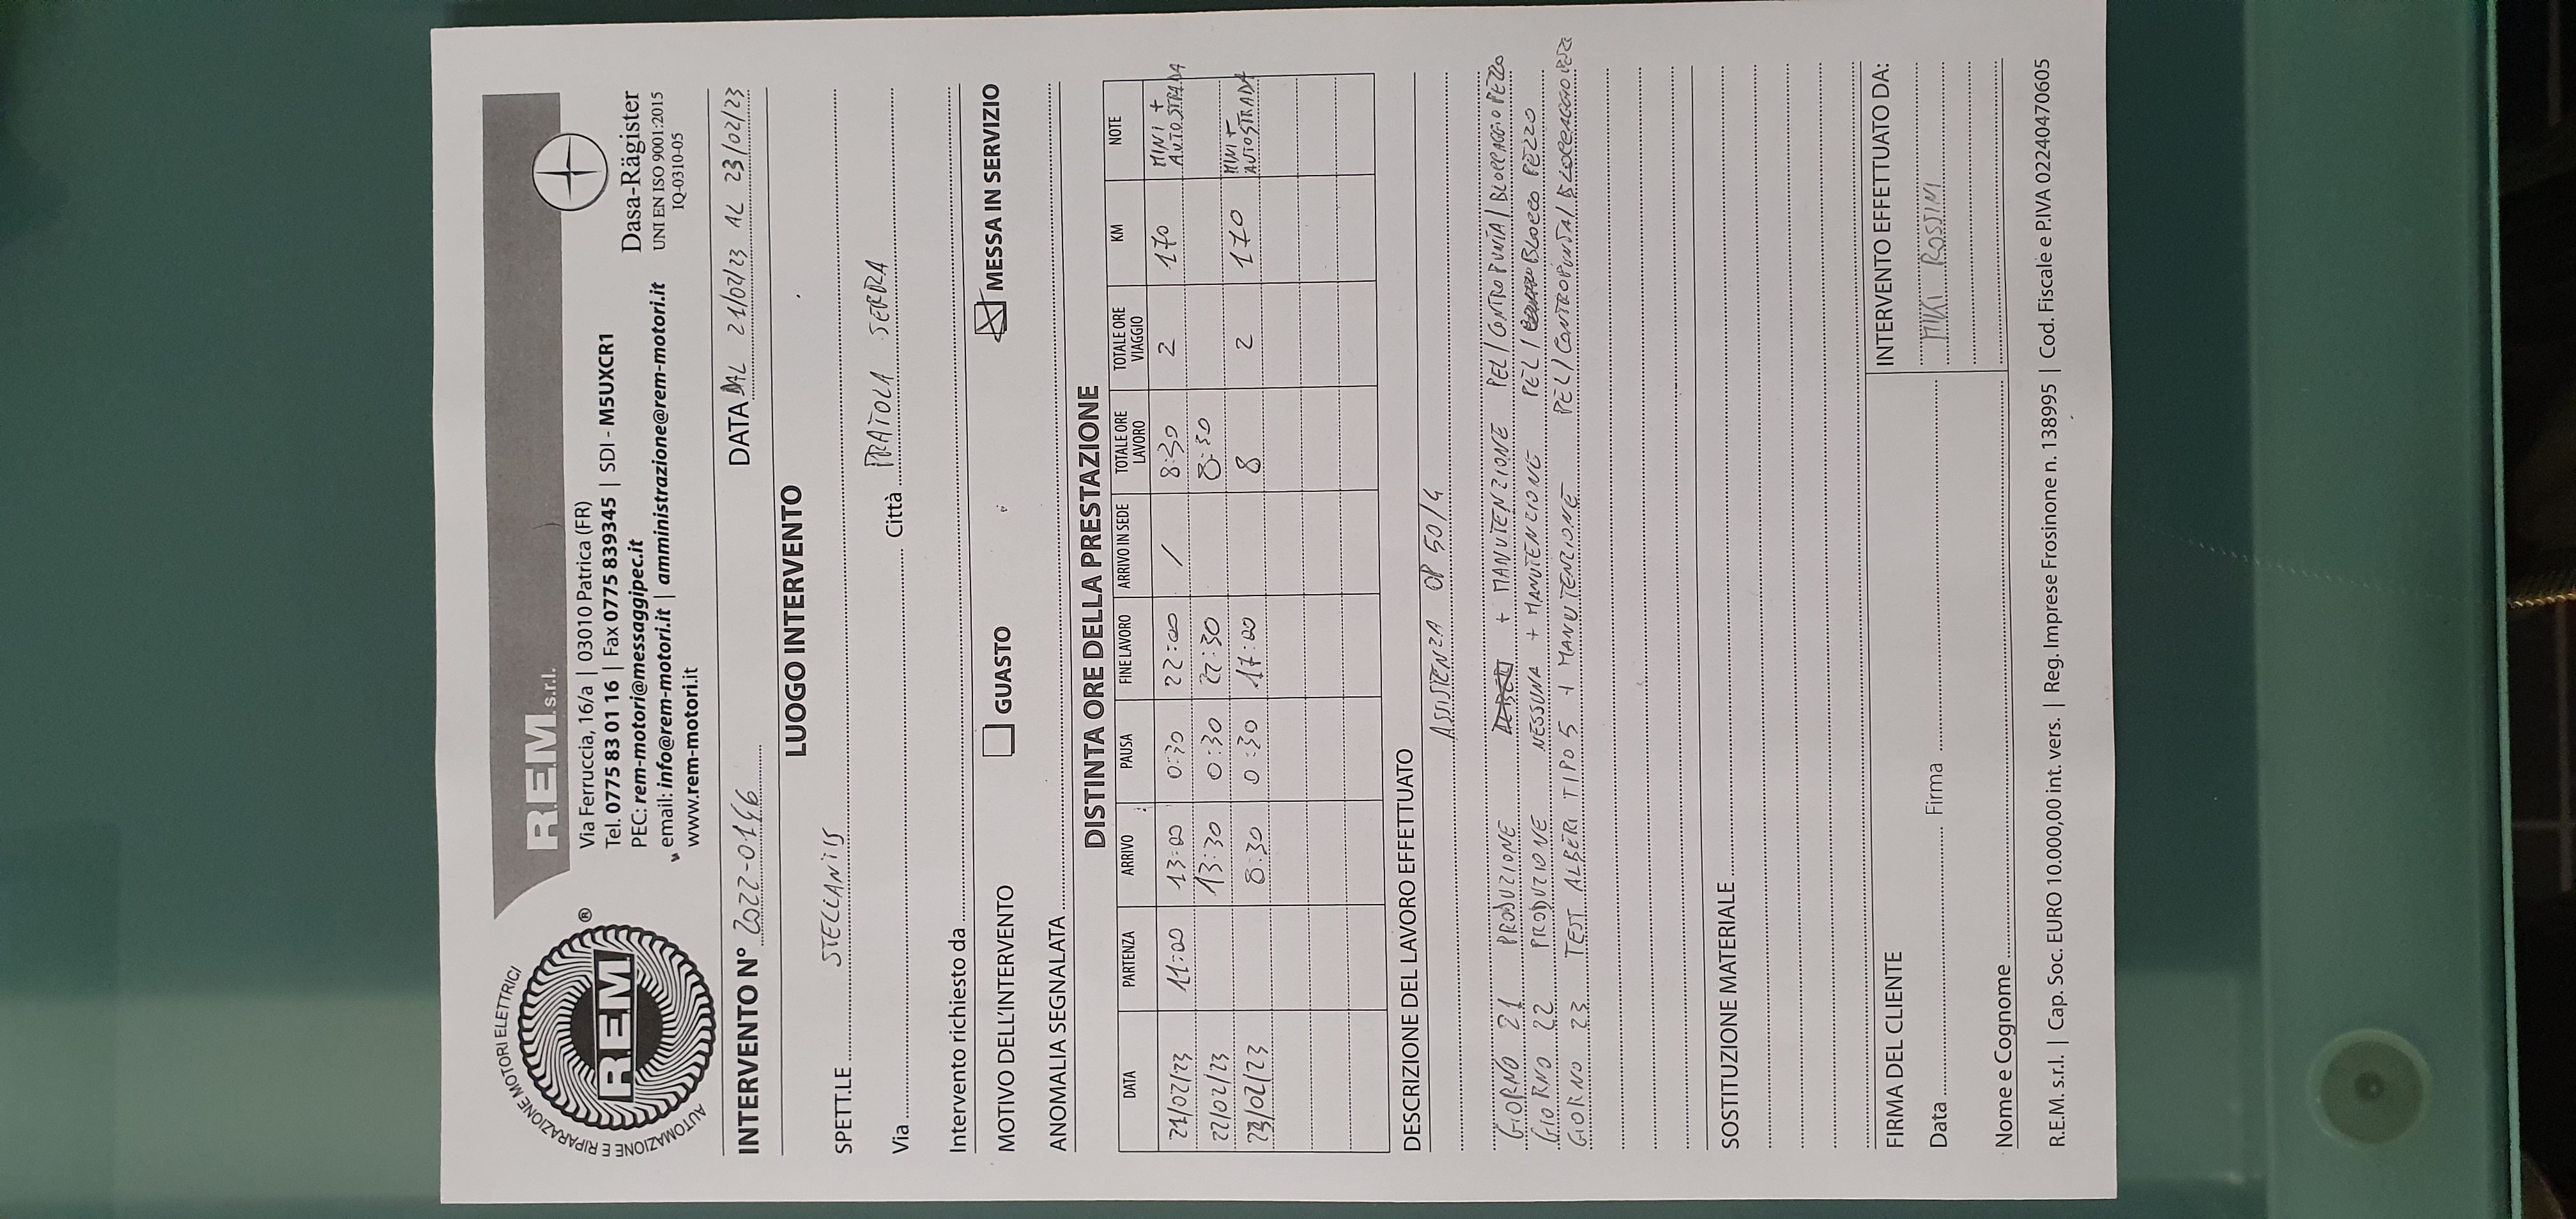 AUTOMAZIONE E RIPARAZIONE MOTORI ELETTRICI
REM ®
REM s.r.l.
Via Ferruccia, 16/a | 03010 Patrica (FR)
Tel. 0775 83 01 16 | Fax 0775 839345 | SDI - M5UXCR1
PEC: rem-motori@messaggipec.it
email: info@rem-motori.it | amministrazione@rem-motori.it
www.rem-motori.it
Dasa-Rägister
UNI EN ISO 9001:2015
IQ-0310-05
INTERVENTO N° 2022-0146 DATA DAL 21/02/23 AL 23/02/23
LUOGO INTERVENTO
SPETT.LE STELLANTIS
Via Città PRATOLA SERRA
Intervento richiesto da
MOTIVO DELL'INTERVENTO GUASTO MESSA IN SERVIZIO
ANOMALIA SEGNALATA
DISTINTA ORE DELLA PRESTAZIONE
DATA PARTENZA ARRIVO PAUSA FINE LAVORO ARRIVO IN SEDE TOTALE ORE LAVORO TOTALE ORE VIAGGIO KM NOTE
21/02/23 11:00 13:00 0:30 22:00 / 8:30 2 170 MINI + AUTOSTRADA
22/02/23 13:30 0:30 22:30 8:30
23/02/23 8:30 0:30 17:00 8 2 170 MINI + AUTOSTRADA
DESCRIZIONE DEL LAVORO EFFETTUATO
ASSISTENZA OP 50/4
GIORNO 21 PRODUZIONE + MANUTENZIONE PEL/CONTROPUNTA/BLOCCAGGIO PEZZO
GIORNO 22 PRODUZIONE NESSUNA + MANUTENZIONE PEL/ BLOCCO PEZZO
GIORNO 23 TEST ALBERI TIPO 5 + MANUTENZIONE PEL/CONTROPUNTA/BLOCCAGGIO PEZZO
SOSTITUZIONE MATERIALE
FIRMA DEL CLIENTE INTERVENTO EFFETTUATO DA:
Data Firma MIKI ROSSINI
Nome e Cognome
R.E.M. s.r.l. | Cap. Soc. EURO 10.000,00 int. vers. | Reg. Imprese Frosinone n. 138995 | Cod. Fiscale e P.IVA 02240470605